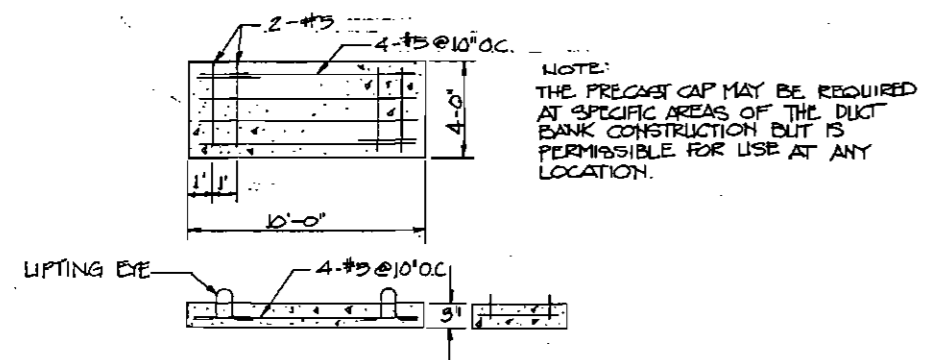 2-#5
4-#5@10"O.C.
4'-0"
NOTE:
THE PRECAST CAP MAY BE REQUIRED
AT SPECIFIC AREAS OF THE DUCT
BANK CONSTRUCTION BUT IS
PERMISSIBLE FOR USE AT ANY
LOCATION.
1' 1'
10'-0"
LIFTING EYE
4-#5@10"O.C.
3"